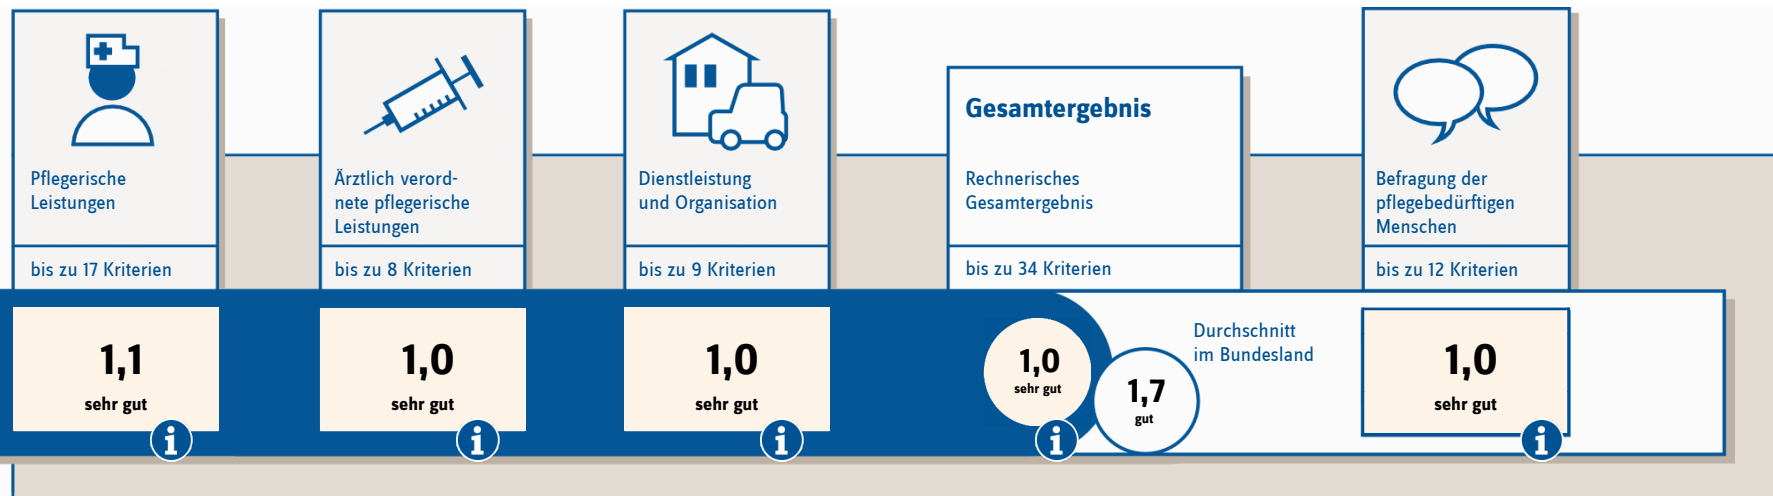 Pflegerische
Leistungen
bis zu 17 Kriterien
1,1
sehr gut
Ärztlich verord-
nete pflegerische
Leistungen
bis zu 8 Kriterien
1,0
sehr gut
Dienstleistung
und Organisation
bis zu 9 Kriterien
1,0
sehr gut
Gesamtergebnis
Rechnerisches
Gesamtergebnis
bis zu 34 Kriterien
1,0
sehr gut
1,7
gut
Durchschnitt
im Bundesland
Befragung der
pflegebedürftigen
Menschen
bis zu 12 Kriterien
1,0
sehr gut